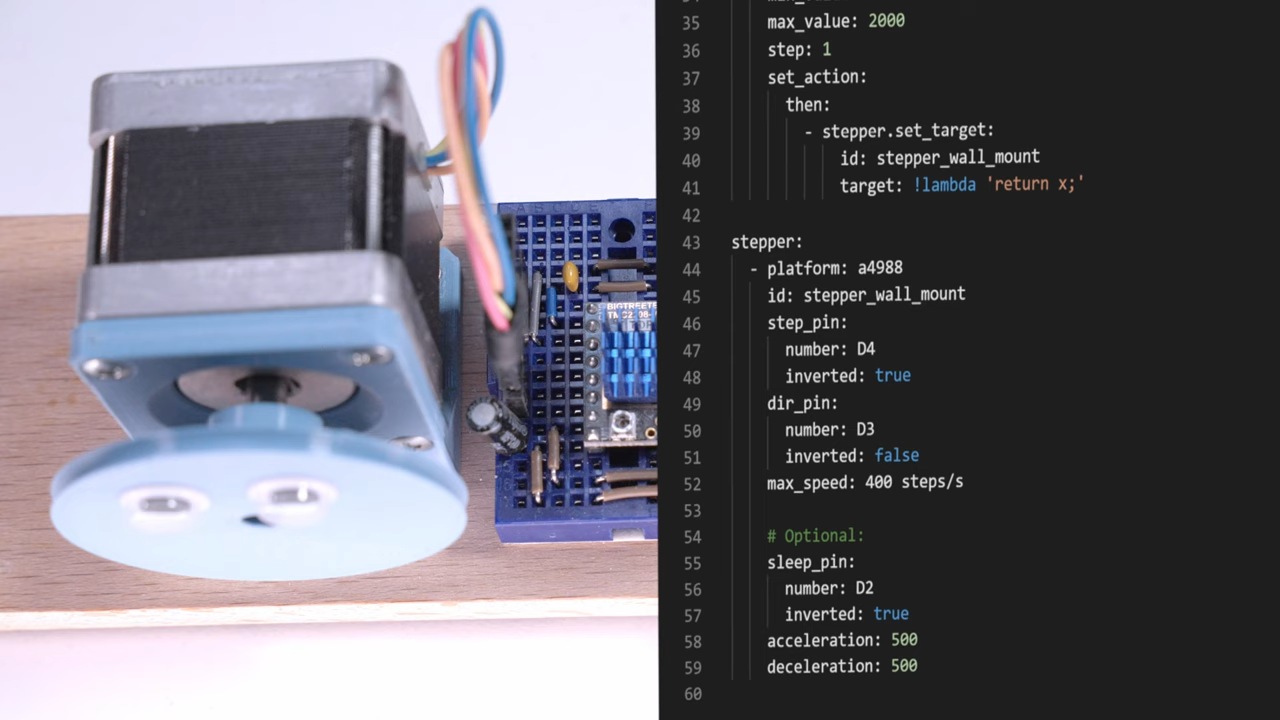 BIGTREETE
35 max_value: 2000
36 step: 1
37 set_action:
38 then:
39 - stepper.set_target:
40 id: stepper_wall_mount
41 target: !lambda 'return x;'
42
43 stepper:
44 - platform: a4988
45 id: stepper_wall_mount
46 step_pin:
47 number: D4
48 inverted: true
49 dir_pin:
50 number: D3
51 inverted: false
52 max_speed: 400 steps/s
53
54 # Optional:
55 sleep_pin:
56 number: D2
57 inverted: true
58 acceleration: 500
59 deceleration: 500
60